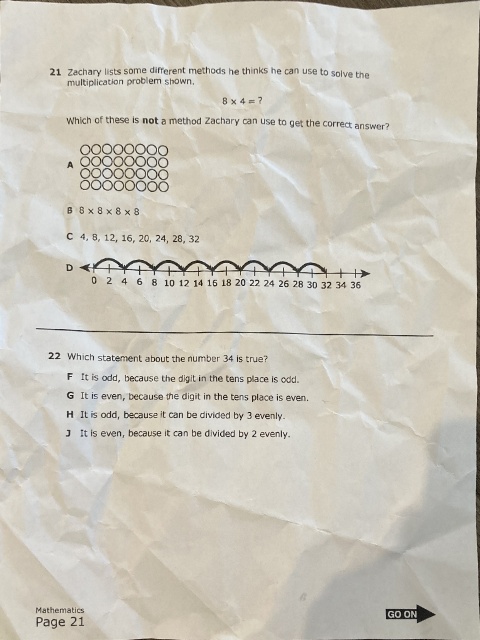 21 Zachary lists some different methods he thinks he can use to solve the
multiplication problem shown.
8 x 4 = ?
Which of these is not a method Zachary can use to get the correct answer?
A
B 8 x 8 x 8 x 8
C 4, 8, 12, 16, 20, 24, 28, 32
D
0 2 4 6 8 10 12 14 16 18 20 22 24 26 28 30 32 34 36
22 Which statement about the number 34 is true?
F It is odd, because the digit in the tens place is odd.
G It is even, because the digit in the tens place is even.
H It is odd, because it can be divided by 3 evenly.
J It is even, because it can be divided by 2 evenly.
Mathematics
Page 21
GO ON